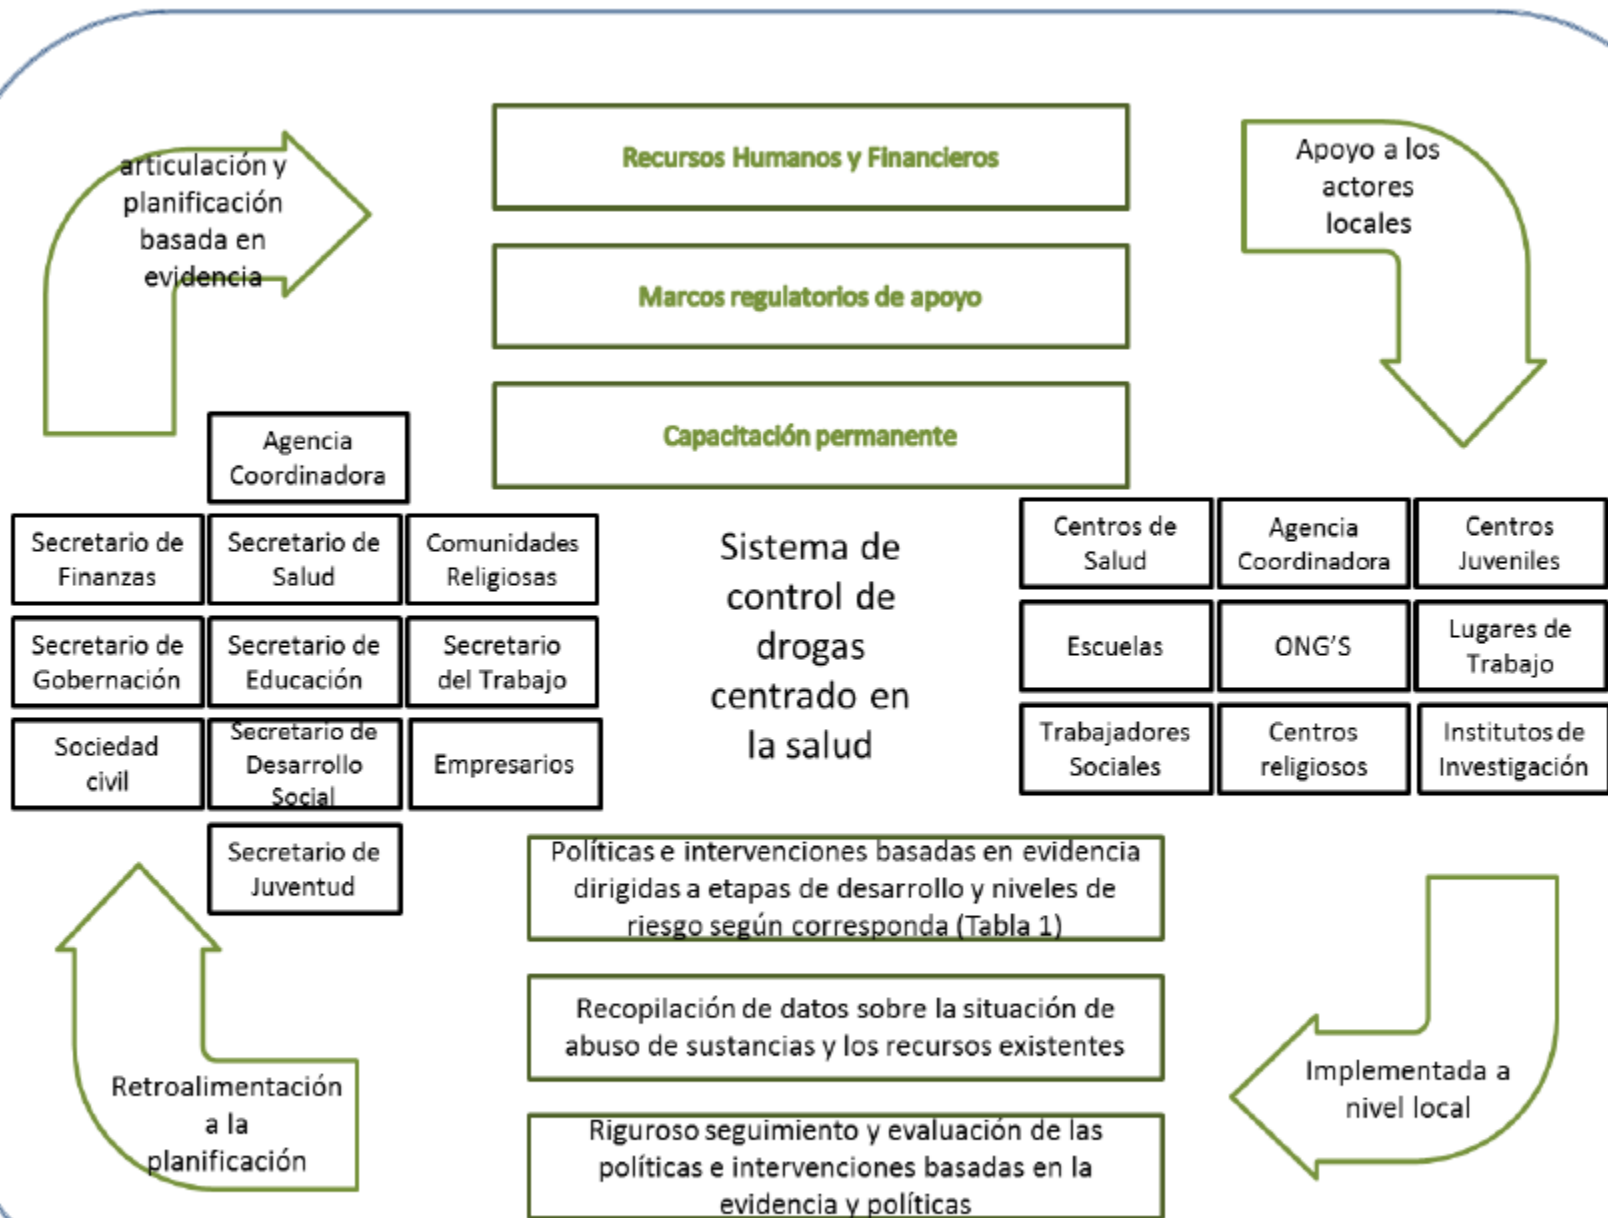 articulación y
planificación
basada en
evidencia
Recursos Humanos y Financieros
Marcos regulatorios de apoyo
Capacitación permanente
Apoyo a los
actores
locales
Agencia
Coordinadora
Secretario de
Finanzas
Secretario de
Salud
Comunidades
Religiosas
Secretario de
Gobernación
Secretario de
Educación
Secretario
del Trabajo
Sociedad
civil
Secretario de
Desarrollo
Social
Empresarios
Secretario de
Juventud
Sistema de
control de
drogas
centrado en
la salud
Centros de
Salud
Agencia
Coordinadora
Centros
Juveniles
Escuelas
ONG'S
Lugares de
Trabajo
Trabajadores
Sociales
Centros
religiosos
Institutos de
Investigación
Políticas e intervenciones basadas en evidencia
dirigidas a etapas de desarrollo y niveles de
riesgo según corresponda (Tabla 1)
Recopilación de datos sobre la situación de
abuso de sustancias y los recursos existentes
Riguroso seguimiento y evaluación de las
políticas e intervenciones basadas en la
evidencia y políticas
Implementada a
nivel local
Retroalimentación
a la
planificación